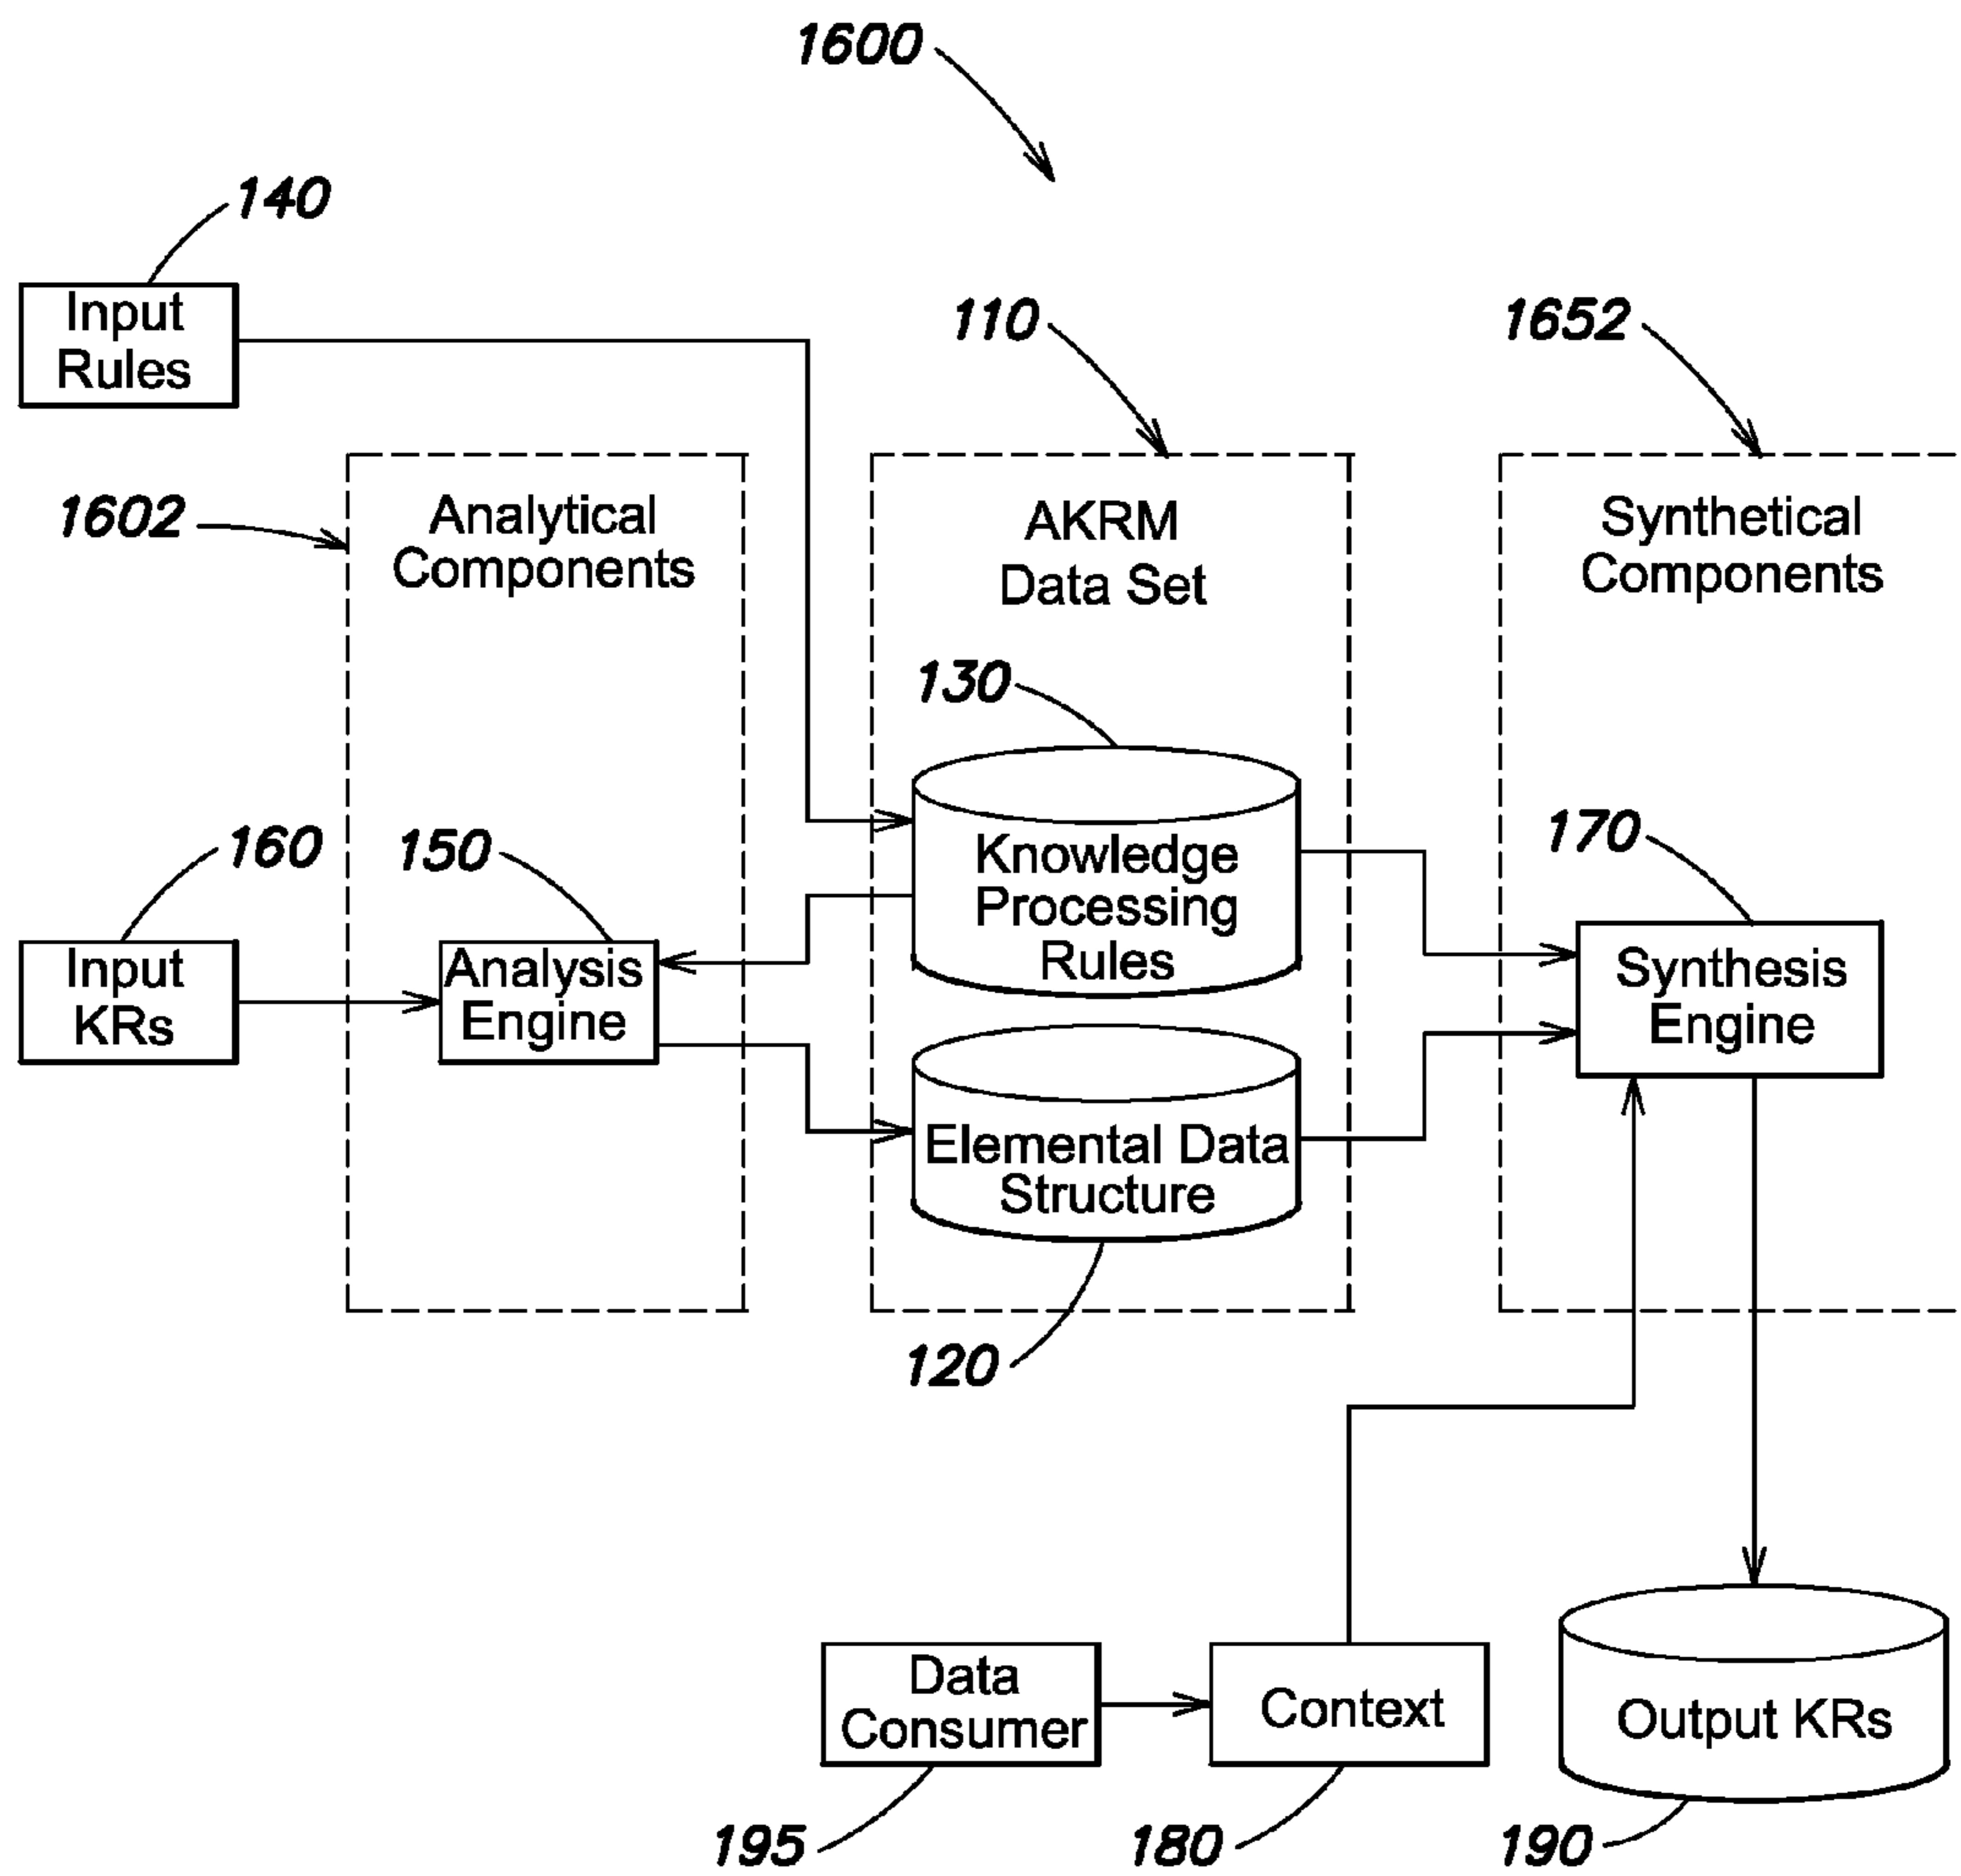 1600
140
Input
Rules
110
1652
1602
Analytical
Components
AKRM
Data Set
Synthetical
Components
130
160
150
170
Knowledge
Processing
Rules
Input
KRs
Analysis
Engine
Synthesis
Engine
Elemental Data
Structure
120
Data
Consumer
Context
Output KRs
195
180
190